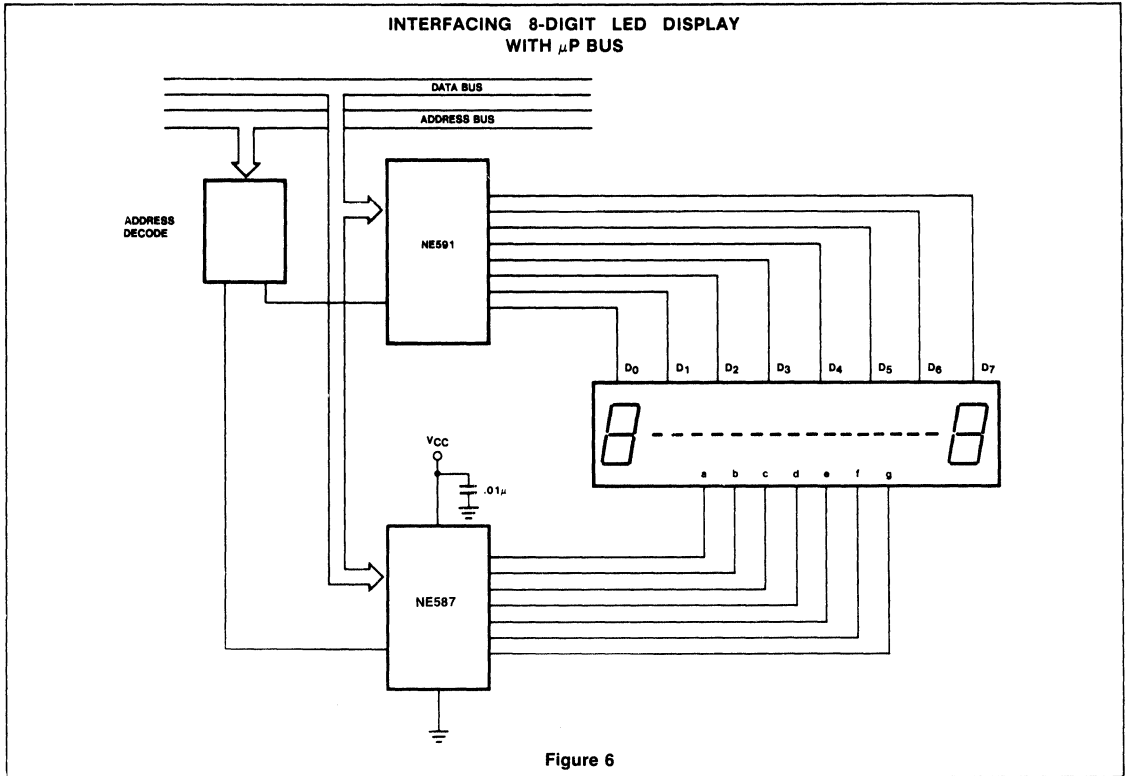 INTERFACING 8-DIGIT LED DISPLAY
WITH μP BUS
DATA BUS
ADDRESS BUS
ADDRESS
DECODE
NE591
D0 D1 D2 D3 D4 D5 D6 D7
VCC
.01μ
a b c d e f g
NE587
Figure 6